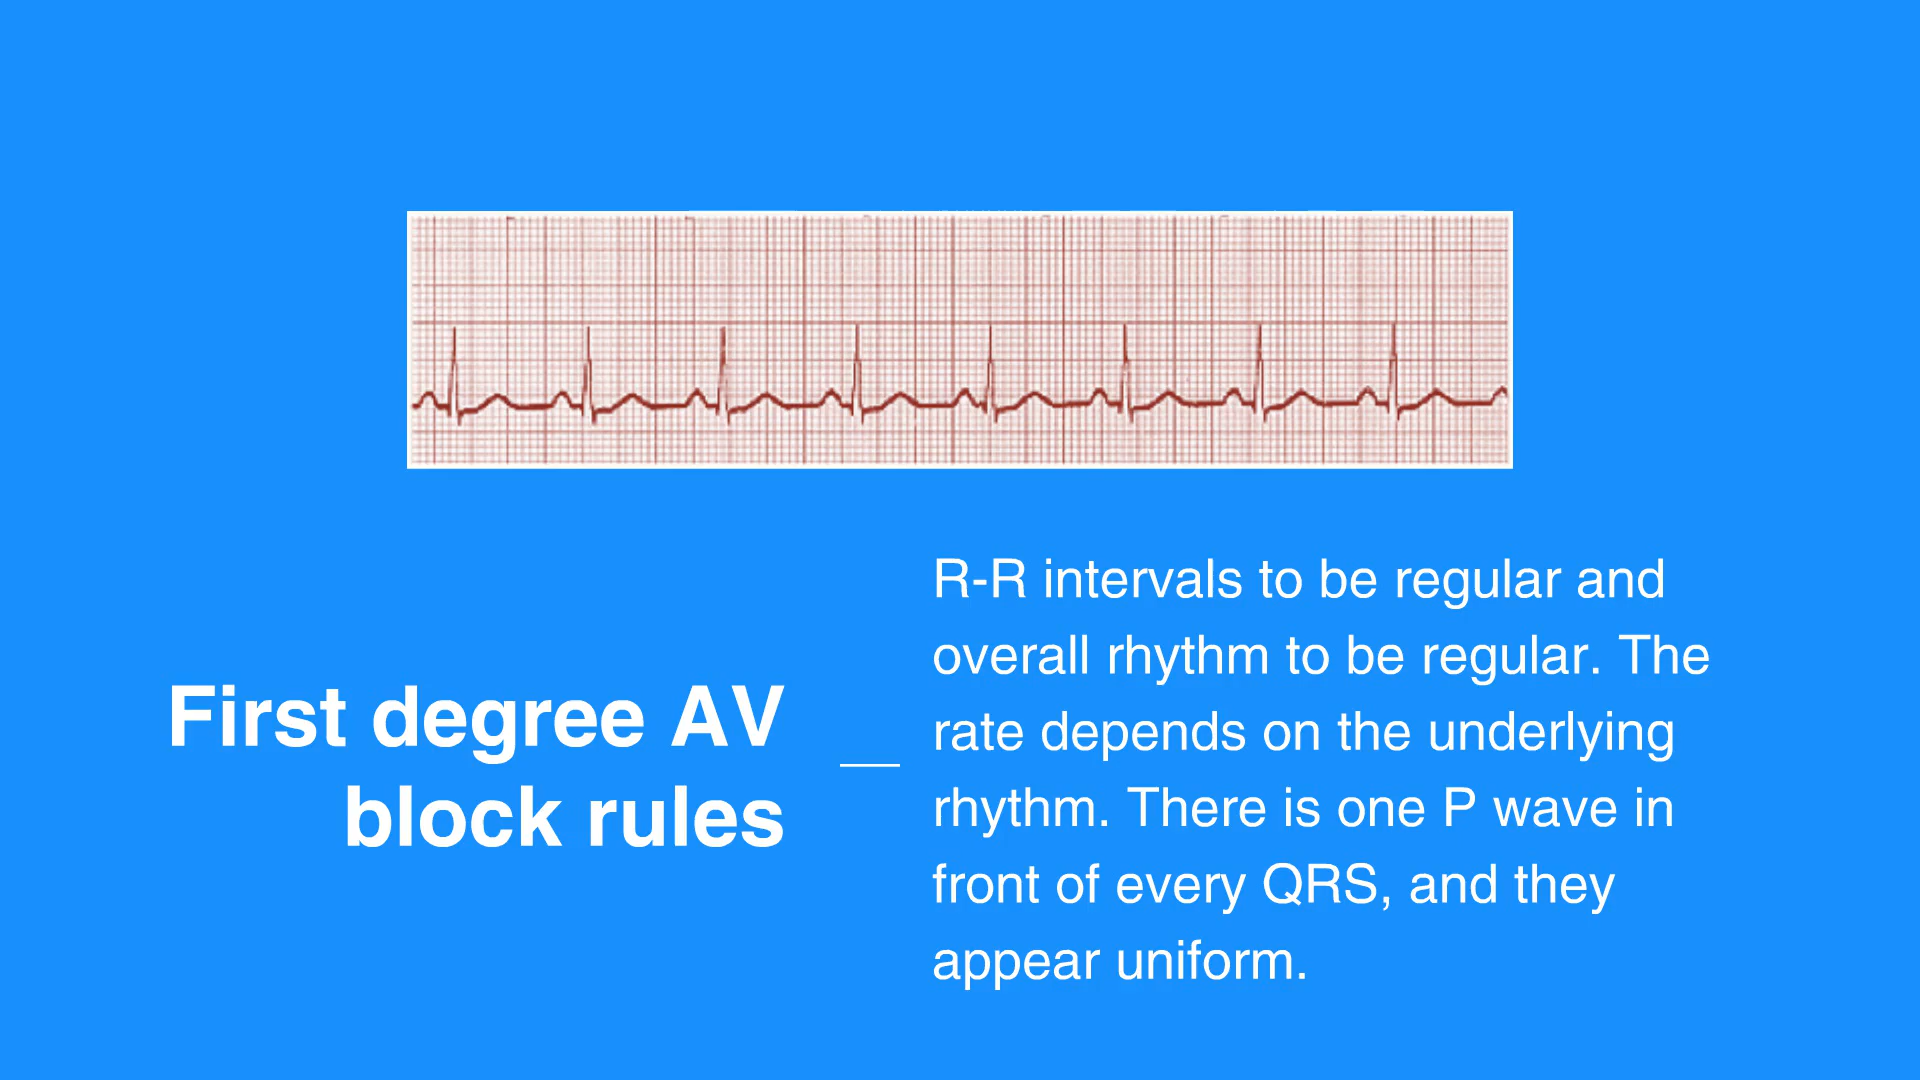 First degree AV
block rules
R-R intervals to be regular and
overall rhythm to be regular. The
rate depends on the underlying
rhythm. There is one P wave in
front of every QRS, and they
appear uniform.